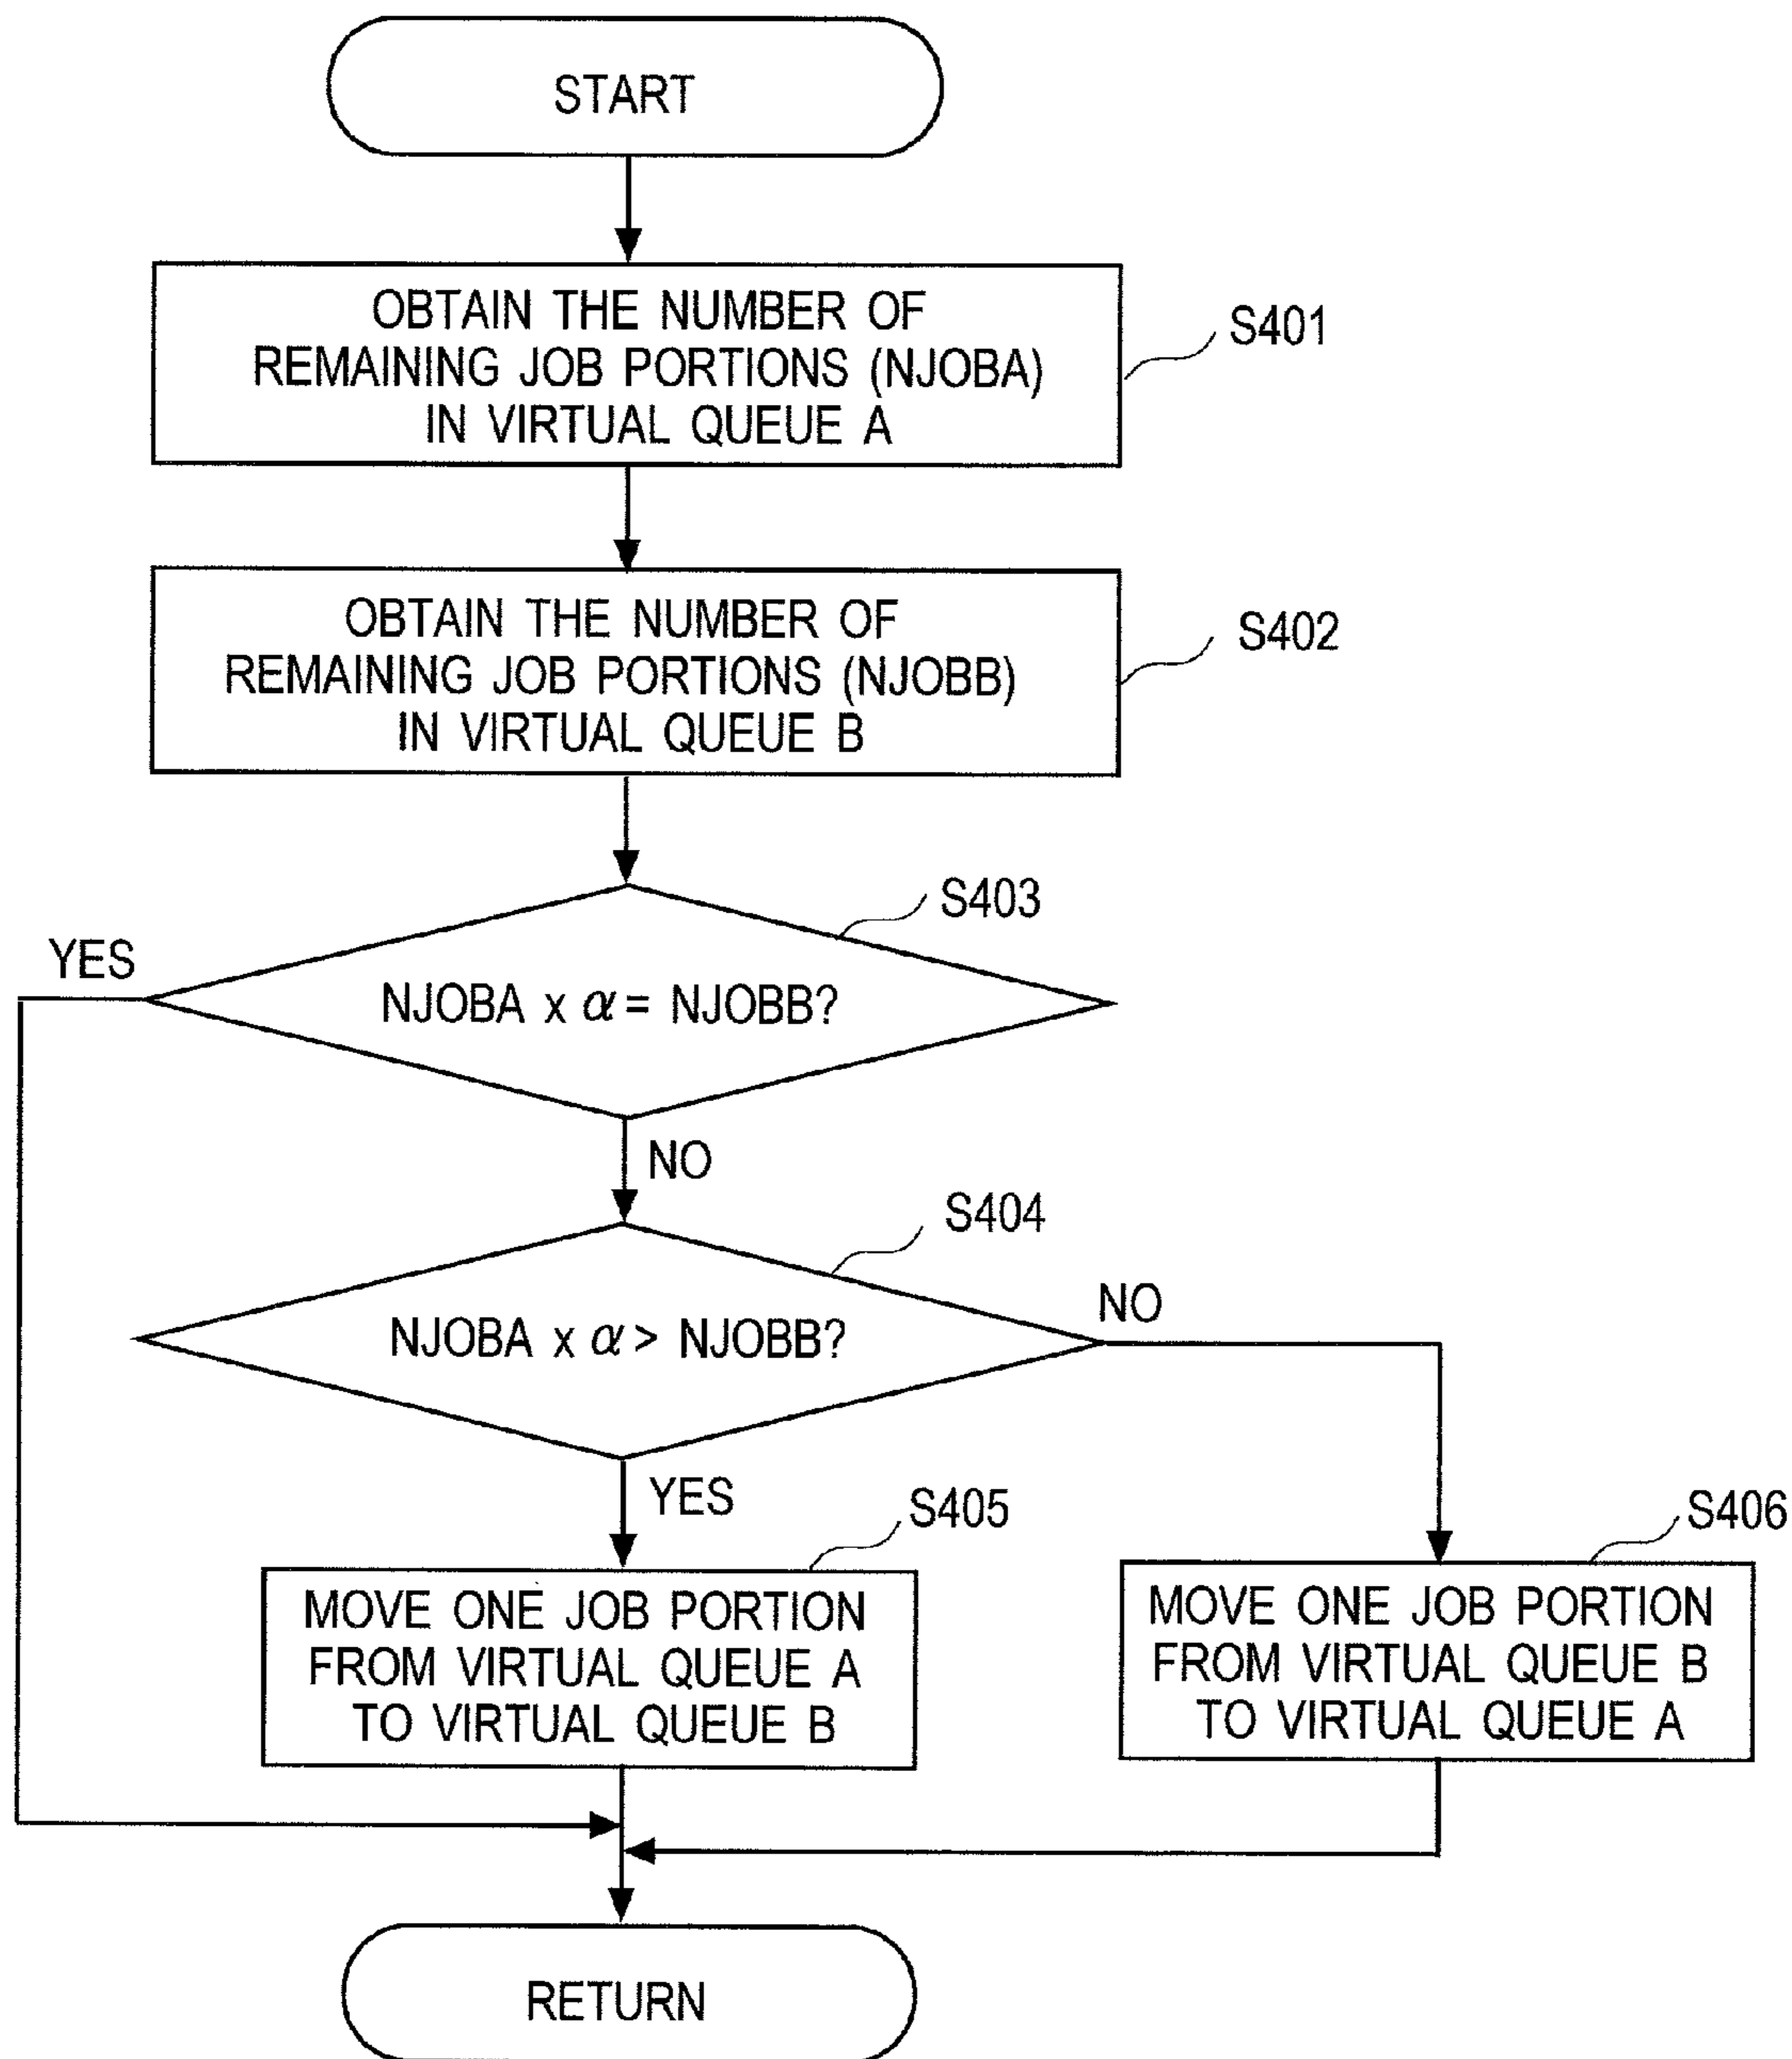 START
OBTAIN THE NUMBER OF
REMAINING JOB PORTIONS (NJOBA)
IN VIRTUAL QUEUE A
S401
OBTAIN THE NUMBER OF
REMAINING JOB PORTIONS (NJOBB)
IN VIRTUAL QUEUE B
S402
S403
YES
NJOBA x α = NJOBB?
NO
S404
NJOBA x α > NJOBB?
NO
YES
S405
MOVE ONE JOB PORTION
FROM VIRTUAL QUEUE A
TO VIRTUAL QUEUE B
S406
MOVE ONE JOB PORTION
FROM VIRTUAL QUEUE B
TO VIRTUAL QUEUE A
RETURN